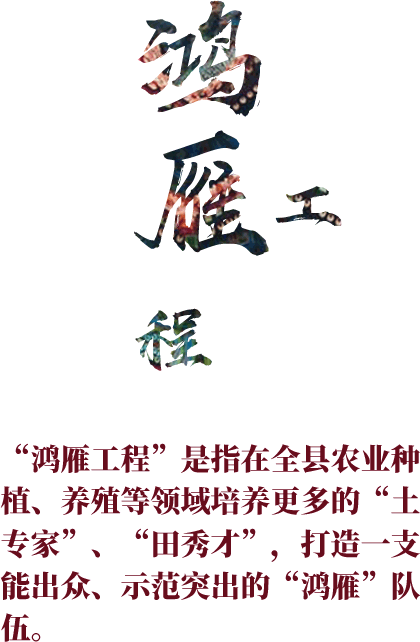 鸿
雁
工
程
“鸿雁工程”是指在全县农业种
植、养殖等领域培养更多的“土
专家”、“田秀才”，打造一支
能出众、示范突出的“鸿雁”队
伍。